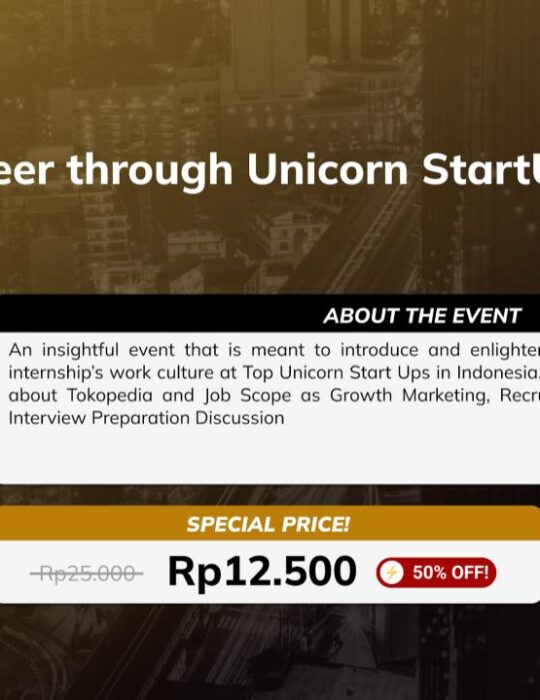 eer through Unicorn StartU
ABOUT THE EVENT
An insightful event that is meant to introduce and enlighten
internship's work culture at Top Unicorn Start Ups in Indonesia.
about Tokopedia and Job Scope as Growth Marketing, Recru
Interview Preparation Discussion
SPECIAL PRICE!
Rp25.000 Rp12.500 50% OFF!